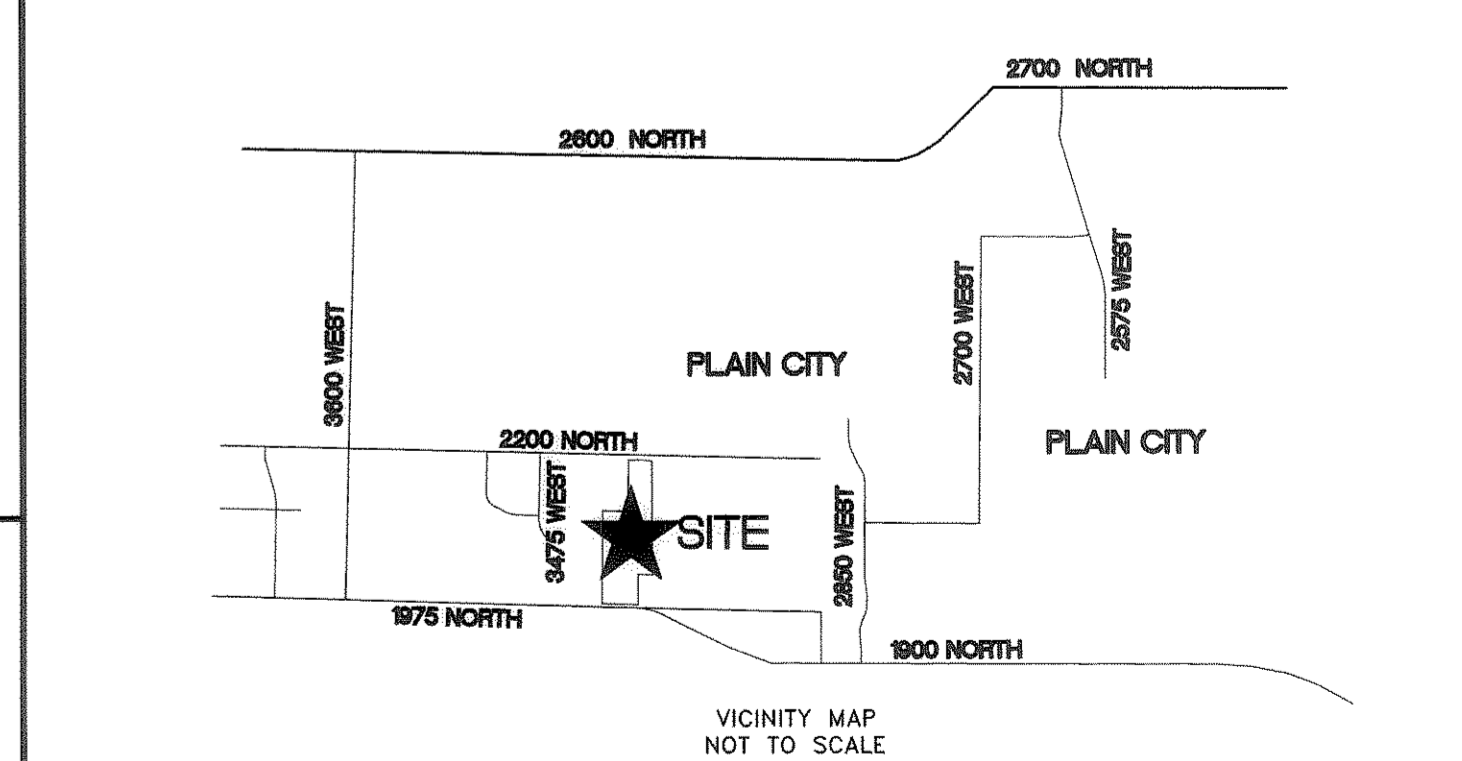 2700 NORTH
2600 NORTH
3600 WEST
2700 WEST
2575 WEST
PLAIN CITY
PLAIN CITY
2200 NORTH
3475 WEST
SITE
2850 WEST
1975 NORTH
1900 NORTH
VICINITY MAP
NOT TO SCALE